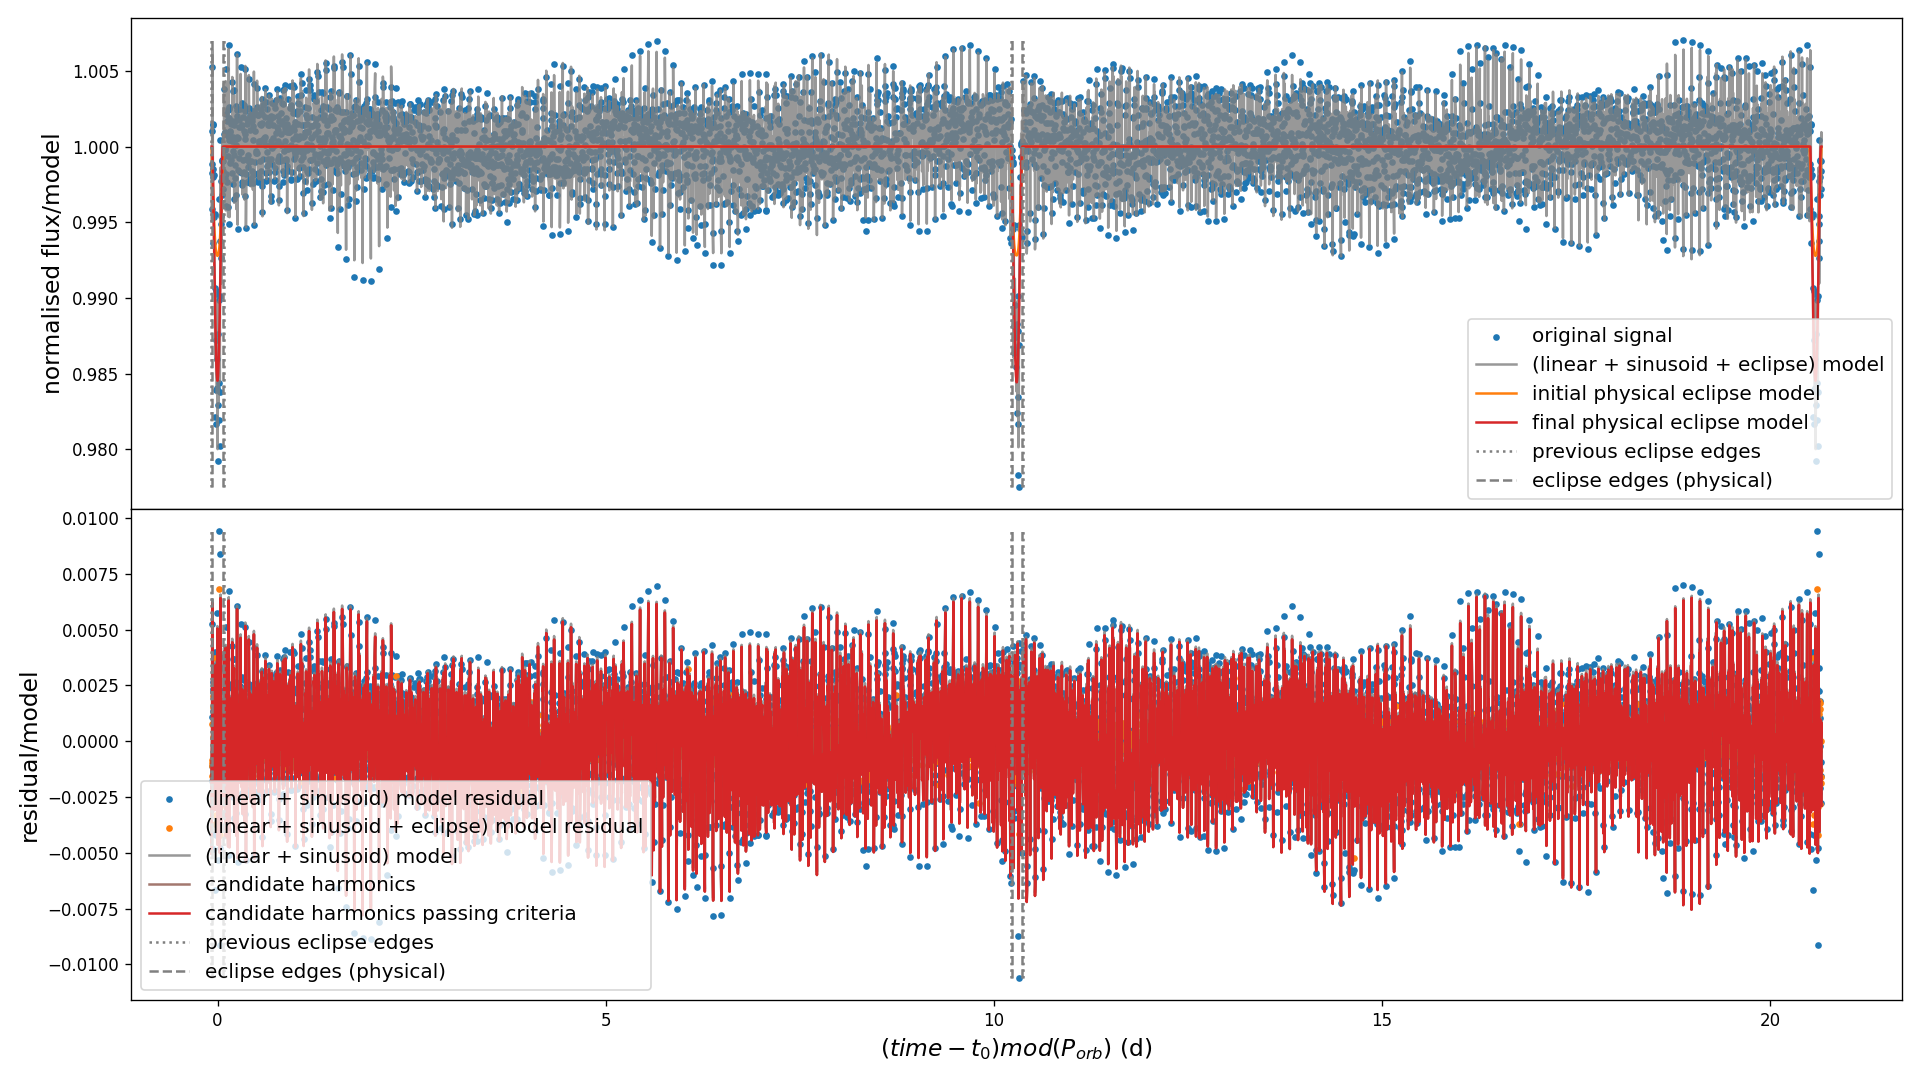 normalised flux/model
1.005
1.000
0.995
0.990
0.985
0.980
original signal
(linear + sinusoid + eclipse) model
initial physical eclipse model
final physical eclipse model
previous eclipse edges
eclipse edges (physical)
residual/model
0.0100
0.0075
0.0050
0.0025
0.0000
−0.0025
−0.0050
−0.0075
−0.0100
(linear + sinusoid) model residual
(linear + sinusoid + eclipse) model residual
(linear + sinusoid) model
candidate harmonics
candidate harmonics passing criteria
previous eclipse edges
eclipse edges (physical)
0 5 10 15 20
(time − t₀)mod(Pₒᵣb) (d)